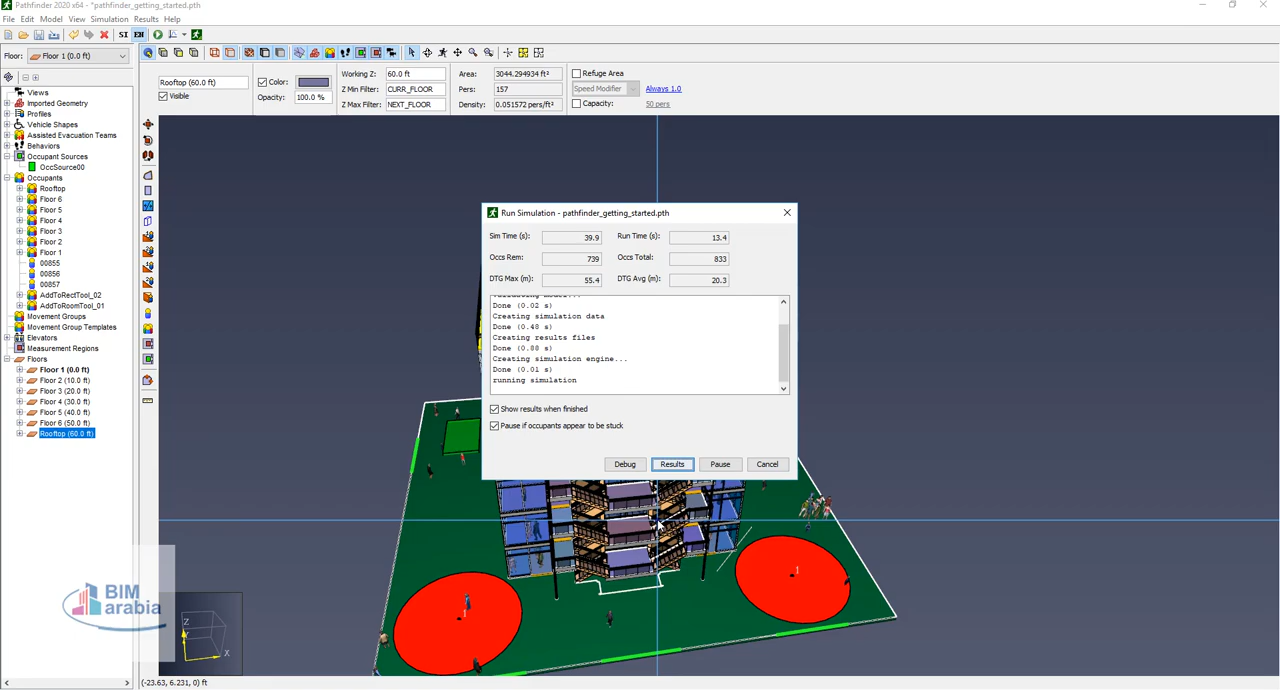 Pathfinder 2020 x64 - *pathfinder_getting_started.pth
File Edit Model View Simulation Results Help
SI EN
Floor: Floor 1 (0.0 ft)
Views
Imported Geometry
Profiles
Vehicle Shapes
Assisted Evacuation Teams
Behaviors
Occupant Sources
OccSource00
Occupants
Rooftop
Floor 6
Floor 5
Floor 4
Floor 3
Floor 2
Floor 1
00855
00856
00857
AddToRectTool_02
AddToRoomTool_01
Movement Groups
Movement Group Templates
Elevators
Measurement Regions
Floors
Floor 1 (0.0 ft)
Floor 2 (10.0 ft)
Floor 3 (20.0 ft)
Floor 4 (30.0 ft)
Floor 5 (40.0 ft)
Floor 6 (50.0 ft)
Rooftop (60.0 ft)
Rooftop (60.0 ft)
Visible
Color:
Opacity: 100.0 %
Working Z: 60.0 ft
Z Min Filter: CURR_FLOOR
Z Max Filter: NEXT_FLOOR
Area: 3044.294934 ft²
Pers: 157
Density: 0.051572 pers/ft²
Refuge Area
Speed Modifier Always 1.0
Capacity: 50 pers
Run Simulation - pathfinder_getting_started.pth
Sim Time (s): 39.9 Run Time (s): 13.4
Occs Rem: 739 Occs Total: 833
DTG Max (m): 55.4 DTG Avg (m): 20.3
Done (0.02 s)
Creating simulation data
Done (0.48 s)
Creating results files
Done (0.88 s)
Creating simulation engine...
Done (0.01 s)
running simulation
Show results when finished
Pause if occupants appear to be stuck
Debug Results Pause Cancel
1
1
BIM
arabia
Z
Y
X
(-23.63, 6.231, 0) ft